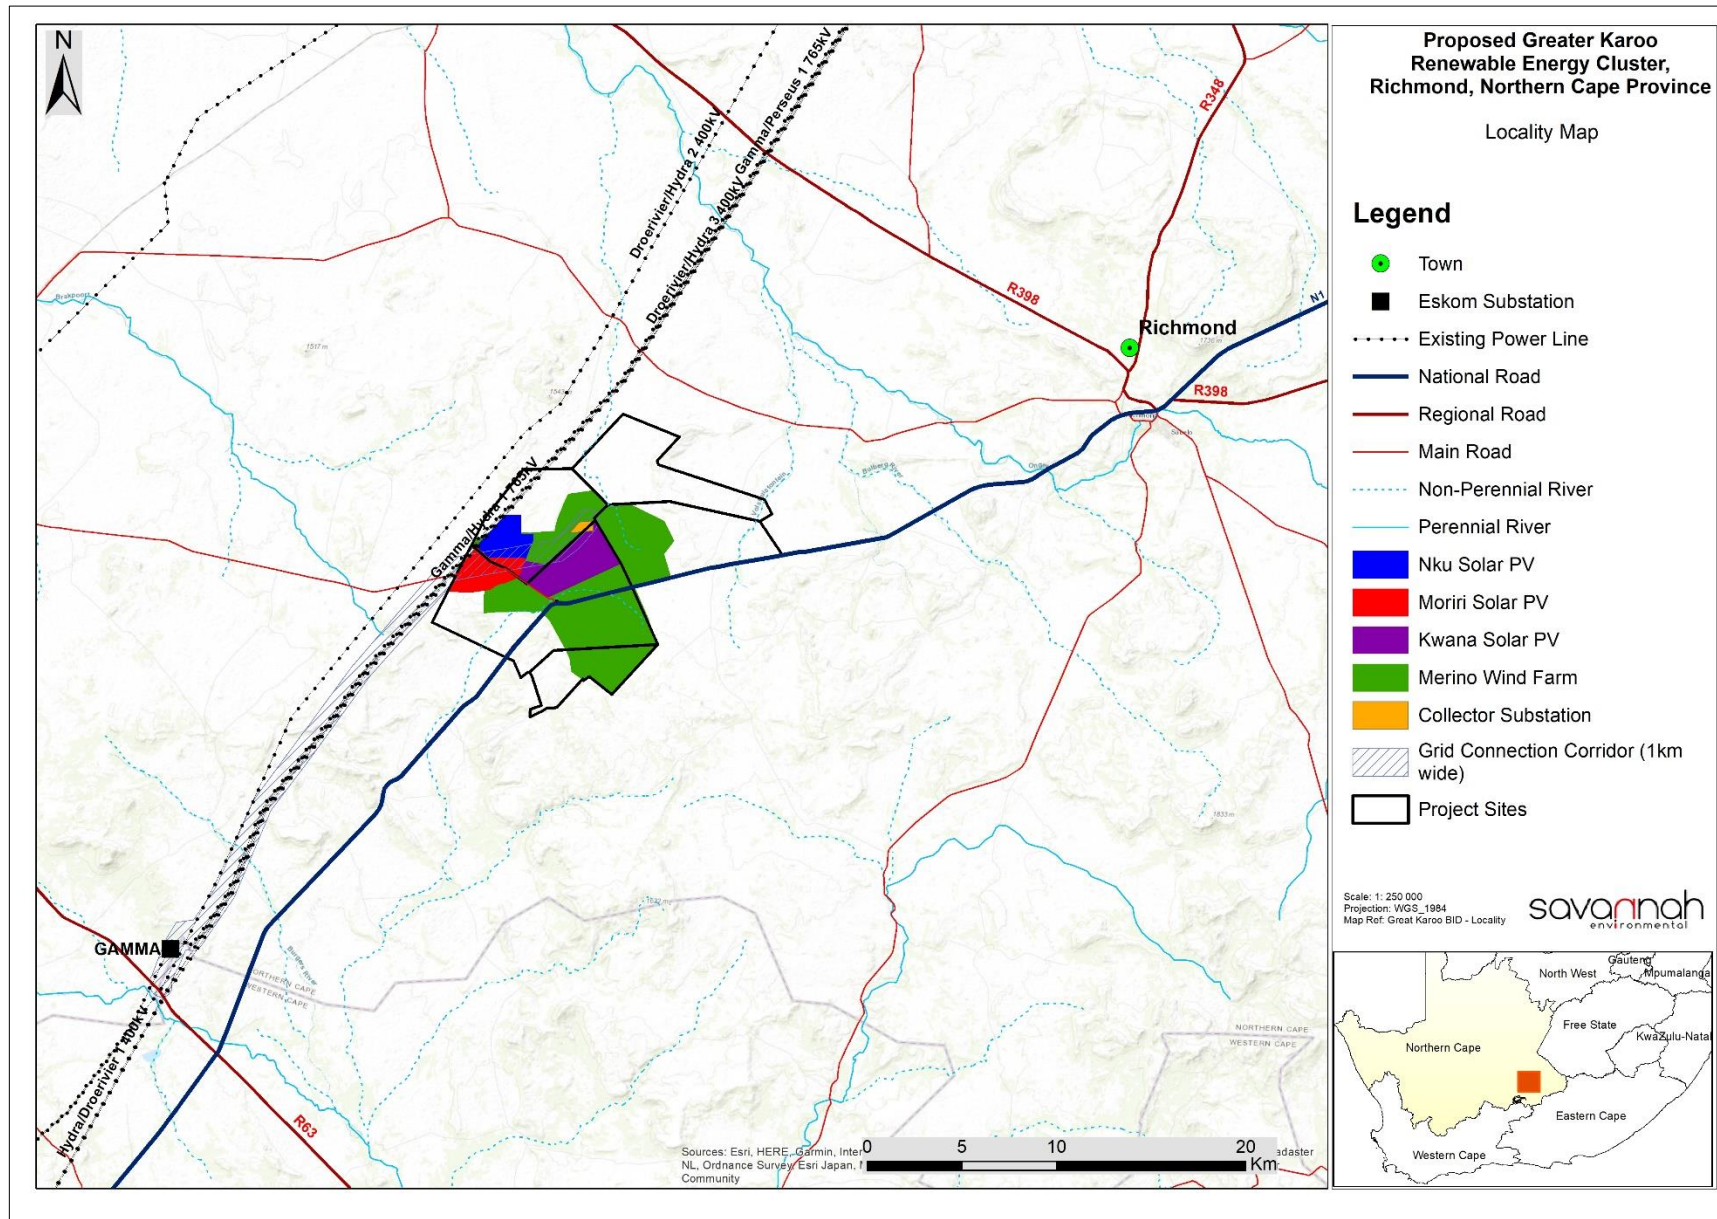 N
Proposed Greater Karoo
Renewable Energy Cluster,
Richmond, Northern Cape Province
Locality Map
Legend
Town
Eskom Substation
Existing Power Line
National Road
Regional Road
Main Road
Non-Perennial River
Perennial River
Nku Solar PV
Moriri Solar PV
Kwana Solar PV
Merino Wind Farm
Collector Substation
Grid Connection Corridor (1km
wide)
Project Sites
Scale: 1: 250 000
Projection: WGS_1984
Map Ref: Great Karoo BID - Locality
savannah
environmental
North West
Gauteng
Mpumalanga
Free State
KwaZulu-Natal
Northern Cape
Eastern Cape
Western Cape
Droerivier/Hydra 2 400kV
Gamma/Perseus 1 765kV
Droerivier/Hydra 3 400kV
Gamma/Hydra 1 765kV
Hydra/Droerivier 1 400kV
R348
R398
R398
N1
Richmond
1517 m
GAMMA
R63
NORTHERN CAPE
WESTERN CAPE
NORTHERN CAPE
WESTERN CAPE
0 5 10 20
Km
Sources: Esri, HERE, Garmin, Inter
adaster
NL, Ordnance Survey, Esri Japan,
Community